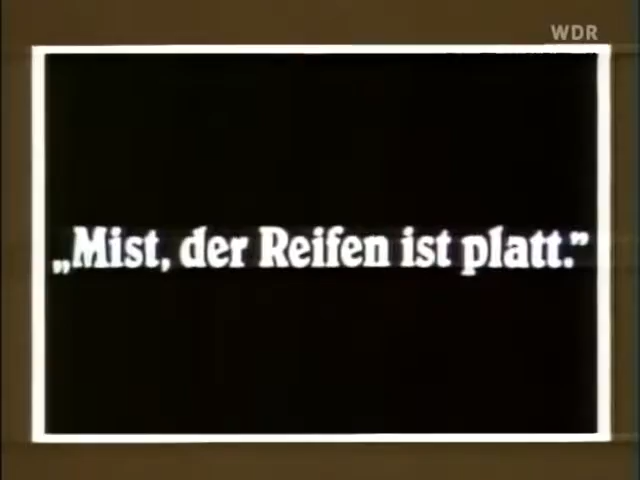 WDR
„Mist, der Reifen ist platt.”